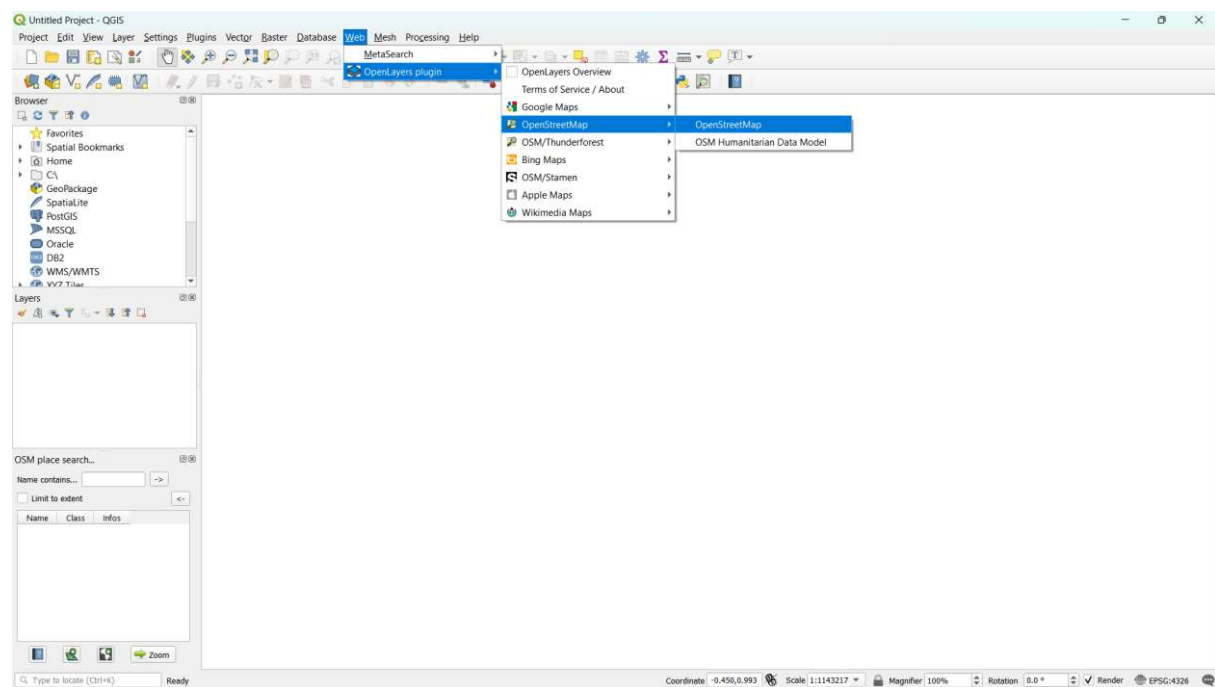 Untitled Project - QGIS
Project Edit View Layer Settings Plugins Vector Raster Database Web Mesh Processing Help
MetaSearch
OpenLayers plugin
OpenLayers Overview
Terms of Service / About
Google Maps
OpenStreetMap
OSM/Thunderforest
Bing Maps
OSM/Stamen
Apple Maps
Wikimedia Maps
OpenStreetMap
OSM Humanitarian Data Model
Browser
Favorites
Spatial Bookmarks
Home
C:\
GeoPackage
SpatiaLite
PostGIS
MSSQL
Oracle
DB2
WMS/WMTS
XYZ Tiles
Layers
OSM place search...
Name contains... ->
Limit to extent <-
Name Class Infos
Zoom
Type to locate (Ctrl+K) Ready Coordinate -0.450,0.993 Scale 1:1143217 Magnifier 100% Rotation 0.0 ° Render EPSG:4326